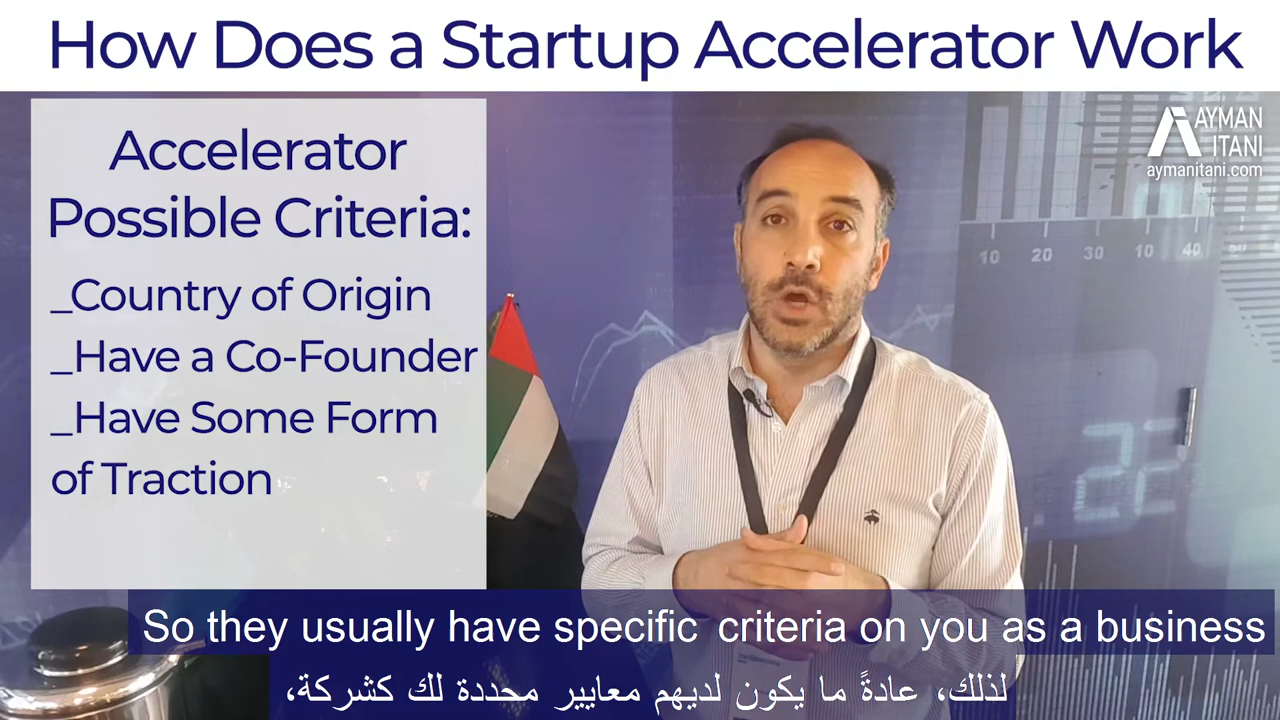 How Does a Startup Accelerator Work
AYMAN
ITANI
aymanitani.com
Accelerator
Possible Criteria:
_Country of Origin
_Have a Co-Founder
_Have Some Form
of Traction
10 20 30 10 40
So they usually have specific criteria on you as a business
لذلك، عادةً ما يكون لديهم معايير محددة لك كشركة،